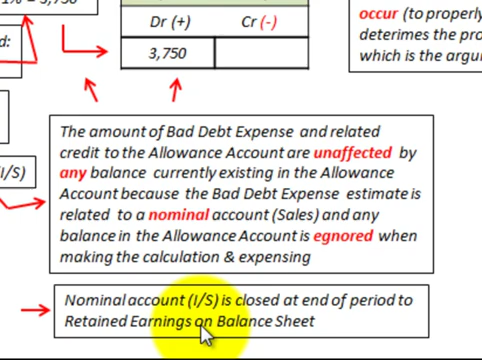 1% = 3,750
occur (to properly
Dr (+) Cr (-)
deterimes the pro
d:
which is the argu
3,750
The amount of Bad Debt Expense and related
credit to the Allowance Account are unaffected by
any balance currently existing in the Allowance
Account because the Bad Debt Expense estimate is
related to a nominal account (Sales) and any
balance in the Allowance Account is egnored when
making the calculation & expensing
I/S)
Nominal account (I/S) is closed at end of period to
Retained Earnings on Balance Sheet